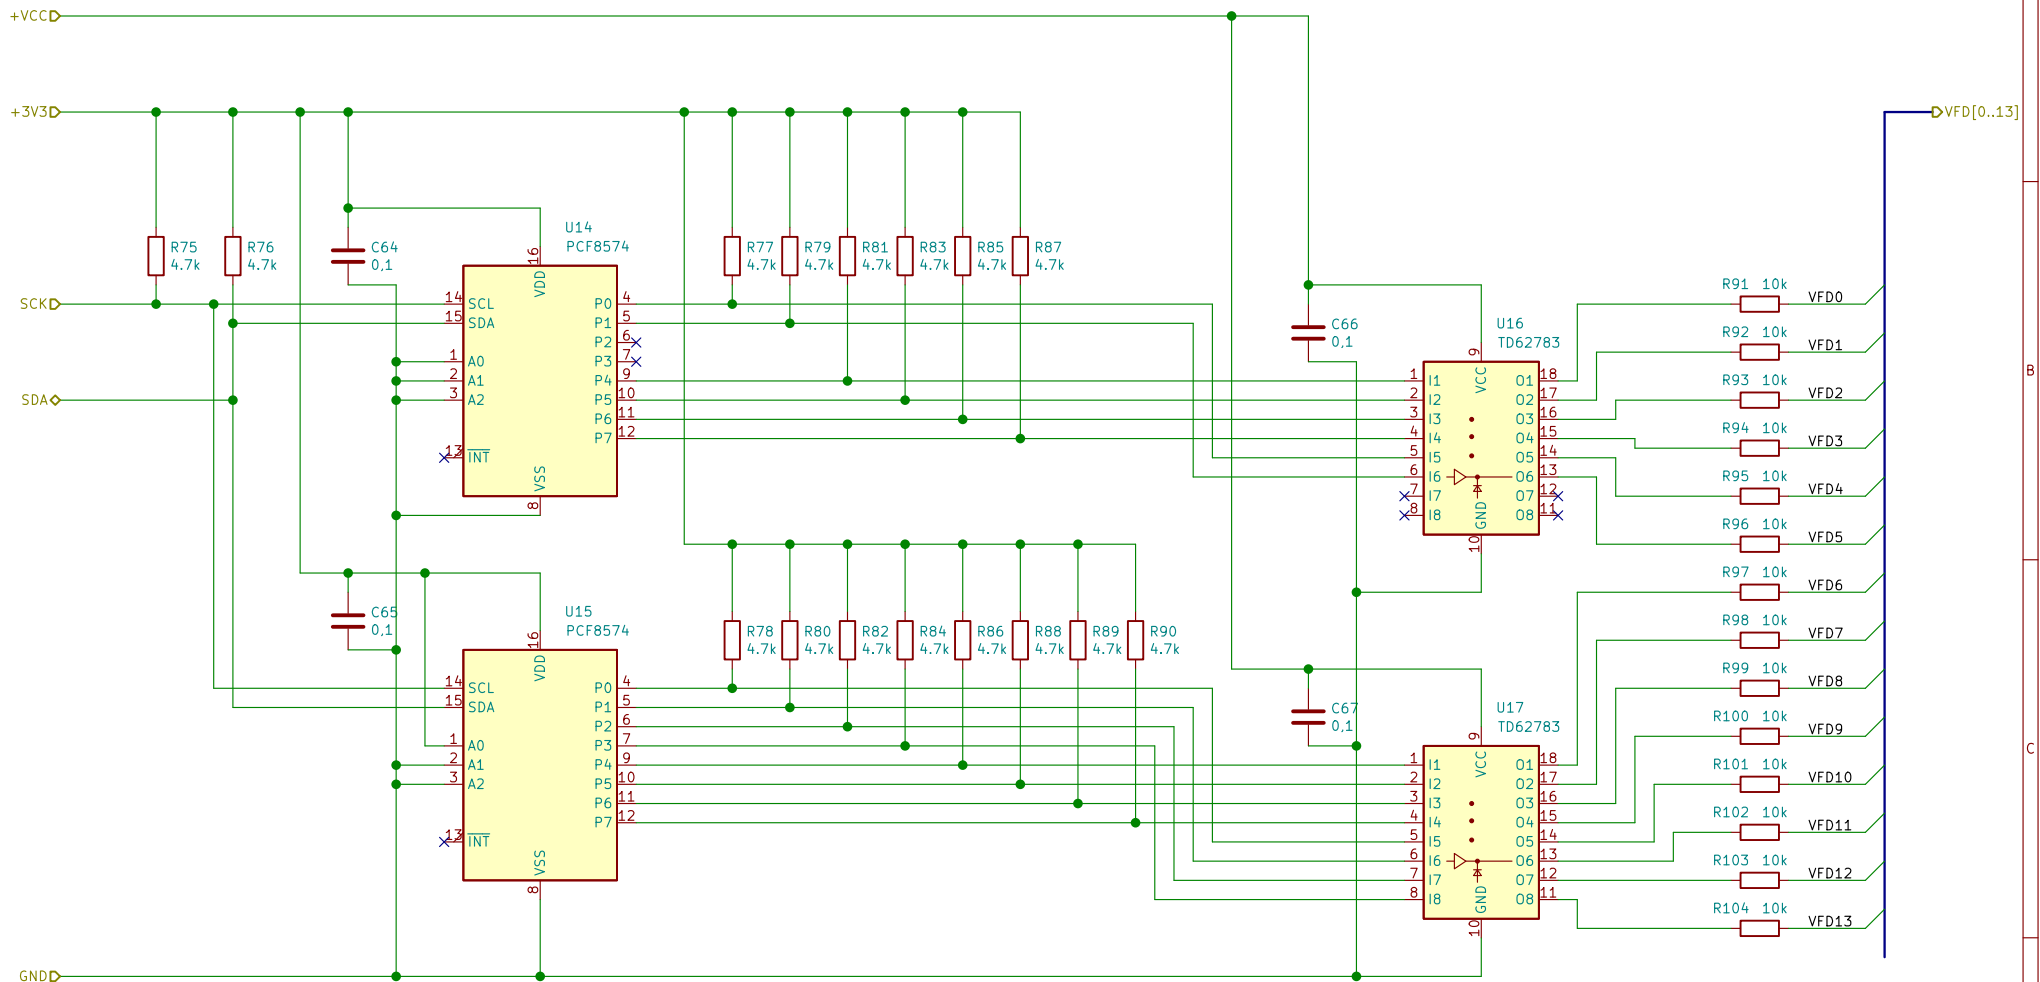 +VCC
+3V3
VFD[0..13]
SCK
SDA
GND
R75
4.7k
R76
4.7k
C64
0,1
U14
PCF8574
16
VDD
14 SCL
15 SDA
1 A0
2 A1
3 A2
13 INT
VSS
8
P0 4
P1 5
P2 6
P3 7
P4 9
P5 10
P6 11
P7 12
R77
4.7k
R79
4.7k
R81
4.7k
R83
4.7k
R85
4.7k
R87
4.7k
C65
0,1
U15
PCF8574
16
VDD
14 SCL
15 SDA
1 A0
2 A1
3 A2
13 INT
VSS
8
P0 4
P1 5
P2 6
P3 7
P4 9
P5 10
P6 11
P7 12
R78
4.7k
R80
4.7k
R82
4.7k
R84
4.7k
R86
4.7k
R88
4.7k
R89
4.7k
R90
4.7k
C66
0,1
U16
TD62783
9
VCC
1 I1
2 I2
3 I3
4 I4
5 I5
6 I6
7 I7
8 I8
O1 18
O2 17
O3 16
O4 15
O5 14
O6 13
O7 12
O8 11
GND
10
C67
0,1
U17
TD62783
9
VCC
1 I1
2 I2
3 I3
4 I4
5 I5
6 I6
7 I7
8 I8
O1 18
O2 17
O3 16
O4 15
O5 14
O6 13
O7 12
O8 11
GND
10
R91 10k VFD0
R92 10k VFD1
R93 10k VFD2
R94 10k VFD3
R95 10k VFD4
R96 10k VFD5
R97 10k VFD6
R98 10k VFD7
R99 10k VFD8
R100 10k VFD9
R101 10k VFD10
R102 10k VFD11
R103 10k VFD12
R104 10k VFD13
B
C